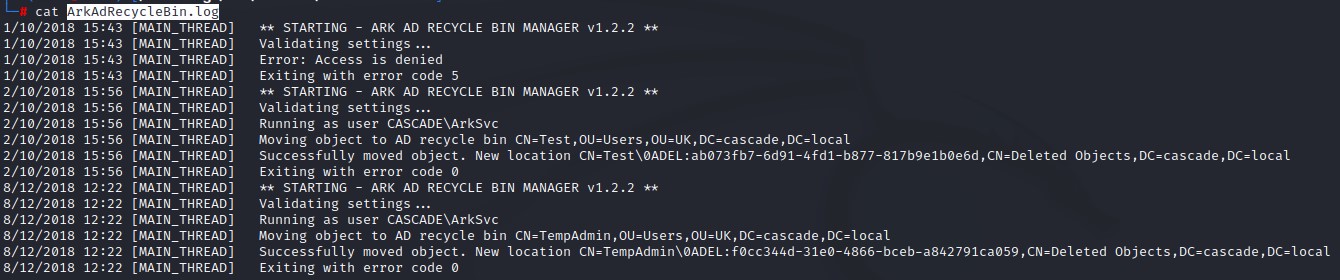 └─# cat ArkAdRecycleBin.log
1/10/2018 15:43 [MAIN_THREAD]   ** STARTING - ARK AD RECYCLE BIN MANAGER v1.2.2 **
1/10/2018 15:43 [MAIN_THREAD]   Validating settings...
1/10/2018 15:43 [MAIN_THREAD]   Error: Access is denied
1/10/2018 15:43 [MAIN_THREAD]   Exiting with error code 5
2/10/2018 15:56 [MAIN_THREAD]   ** STARTING - ARK AD RECYCLE BIN MANAGER v1.2.2 **
2/10/2018 15:56 [MAIN_THREAD]   Validating settings...
2/10/2018 15:56 [MAIN_THREAD]   Running as user CASCADE\ArkSvc
2/10/2018 15:56 [MAIN_THREAD]   Moving object to AD recycle bin CN=Test,OU=Users,OU=UK,DC=cascade,DC=local
2/10/2018 15:56 [MAIN_THREAD]   Successfully moved object. New location CN=Test\0ADEL:ab073fb7-6d91-4fd1-b877-817b9e1b0e6d,CN=Deleted Objects,DC=cascade,DC=local
2/10/2018 15:56 [MAIN_THREAD]   Exiting with error code 0
8/12/2018 12:22 [MAIN_THREAD]   ** STARTING - ARK AD RECYCLE BIN MANAGER v1.2.2 **
8/12/2018 12:22 [MAIN_THREAD]   Validating settings...
8/12/2018 12:22 [MAIN_THREAD]   Running as user CASCADE\ArkSvc
8/12/2018 12:22 [MAIN_THREAD]   Moving object to AD recycle bin CN=TempAdmin,OU=Users,OU=UK,DC=cascade,DC=local
8/12/2018 12:22 [MAIN_THREAD]   Successfully moved object. New location CN=TempAdmin\0ADEL:f0cc344d-31e0-4866-bceb-a842791ca059,CN=Deleted Objects,DC=cascade,DC=local
8/12/2018 12:22 [MAIN_THREAD]   Exiting with error code 0